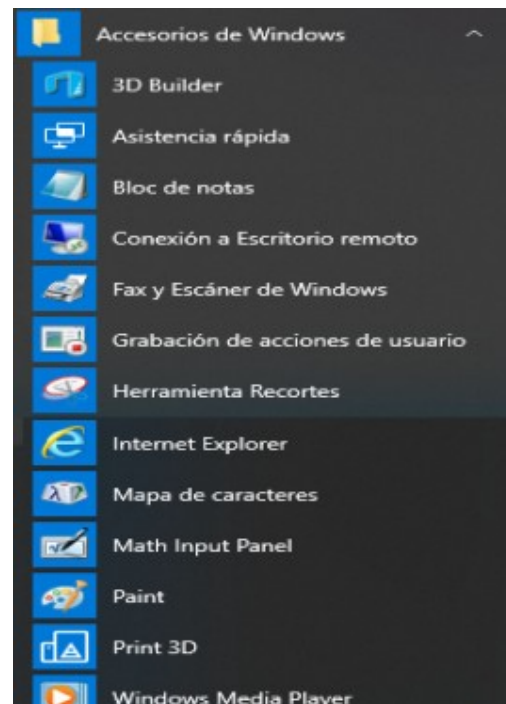 Accesorios de Windows
3D Builder
Asistencia rápida
Bloc de notas
Conexión a Escritorio remoto
Fax y Escáner de Windows
Grabación de acciones de usuario
Herramienta Recortes
Internet Explorer
Mapa de caracteres
Math Input Panel
Paint
Print 3D
Windows Media Player